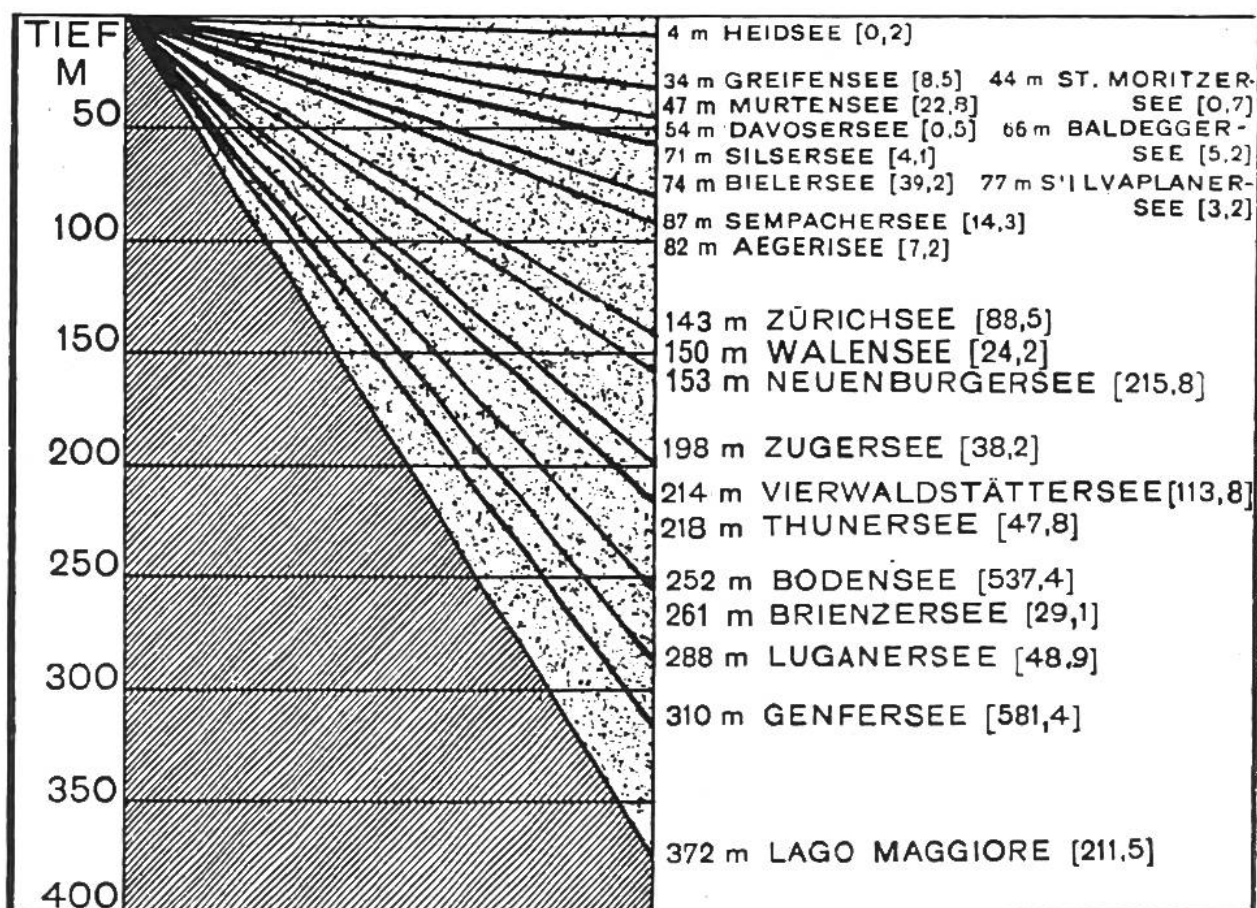 TIEF
M
50
100
150
200
250
300
350
400
4 m HEIDSEE [0,2]
34 m GREIFENSEE [8,5] 44 m ST. MORITZER-
47 m MURTENSEE [22,8] SEE [0,7]
54 m DAVOSERSEE [0,5] 66 m BALDEGGER-
71 m SILSERSEE [4,1] SEE [5,2]
74 m BIELERSEE [39,2] 77 m S'ILVAPLANER-
SEE [3,2]
87 m SEMPACHERSEE [14,3]
82 m AEGERISEE [7,2]
143 m ZÜRICHSEE [88,5]
150 m WALENSEE [24,2]
153 m NEUENBURGERSEE [215,8]
198 m ZUGERSEE [38,2]
214 m VIERWALDSTÄTTERSEE [113,8]
218 m THUNERSEE [47,8]
252 m BODENSEE [537,4]
261 m BRIENZERSEE [29,1]
288 m LUGANERSEE [48,9]
310 m GENFERSEE [581,4]
372 m LAGO MAGGIORE [211,5]